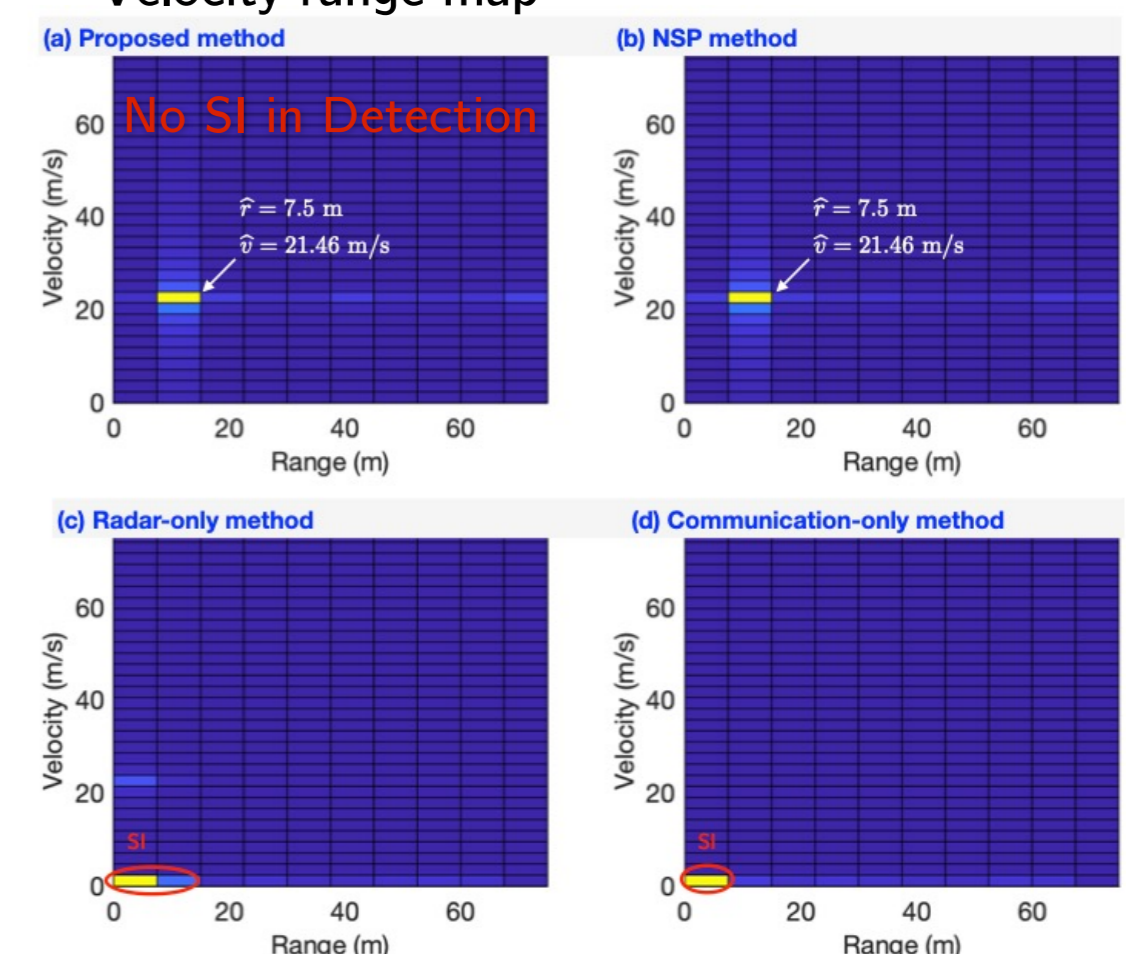 Velocity-range map
(a) Proposed method
(b) NSP method
No SI in Detection
Velocity (m/s)
60
40
20
0
r̂ = 7.5 m
v̂ = 21.46 m/s
0 20 40 60
Range (m)
Velocity (m/s)
60
40
20
0
r̂ = 7.5 m
v̂ = 21.46 m/s
0 20 40 60
Range (m)
(c) Radar-only method
(d) Communication-only method
Velocity (m/s)
60
40
20
0
SI
0 20 40 60
Range (m)
Velocity (m/s)
60
40
20
0
SI
0 20 40 60
Range (m)